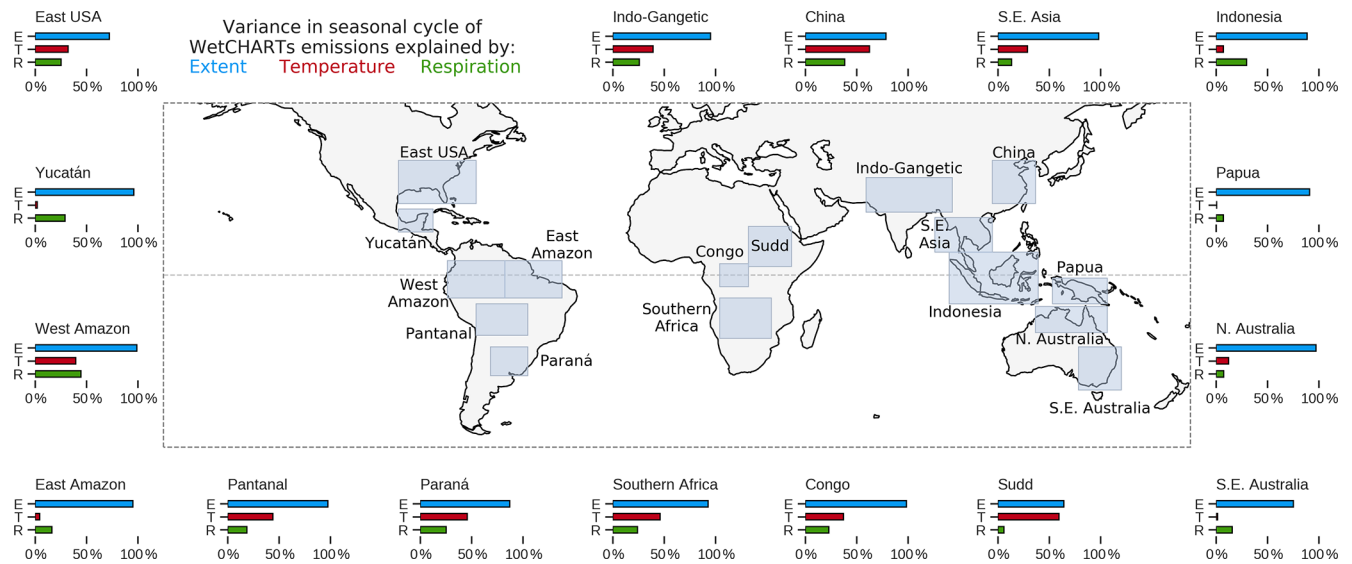 East USA
E
T
R
0% 50% 100%
Variance in seasonal cycle of
WetCHARTs emissions explained by:
Extent Temperature Respiration
Indo-Gangetic
E
T
R
0% 50% 100%
China
E
T
R
0% 50% 100%
S.E. Asia
E
T
R
0% 50% 100%
Indonesia
E
T
R
0% 50% 100%
Yucatán
E
T
R
0% 50% 100%
West Amazon
E
T
R
0% 50% 100%
East USA
Yucatán
East
Amazon
West
Amazon
Pantanal
Paraná
Congo
Sudd
Southern
Africa
Indo-Gangetic
China
S.E.
Asia
Papua
Indonesia
N. Australia
S.E. Australia
Papua
E
T
R
0% 50% 100%
N. Australia
E
T
R
0% 50% 100%
East Amazon
E
T
R
0% 50% 100%
Pantanal
E
T
R
0% 50% 100%
Paraná
E
T
R
0% 50% 100%
Southern Africa
E
T
R
0% 50% 100%
Congo
E
T
R
0% 50% 100%
Sudd
E
T
R
0% 50% 100%
S.E. Australia
E
T
R
0% 50% 100%